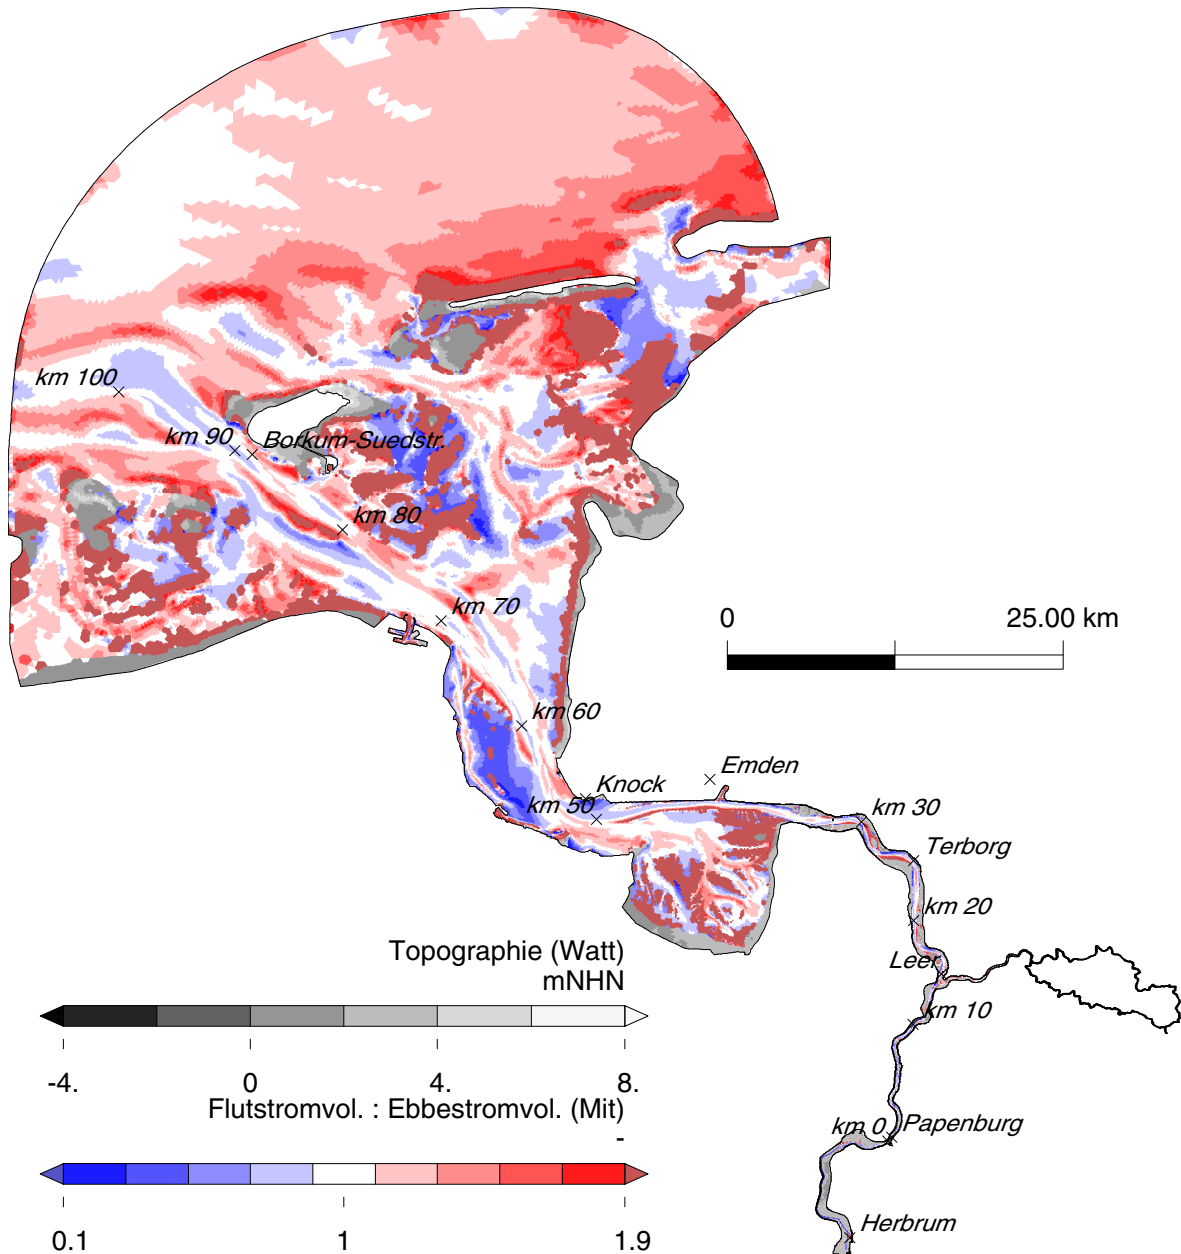 km 100
km 90
Borkum-Suedstr.
km 80
km 70
0
25.00 km
km 60
Emden
Knock
km 50
km 30
Terborg
km 20
Leer
km 10
km 0
Papenburg
Herbrum
Topographie (Watt)
mNHN
-4. 0 4. 8.
Flutstromvol. : Ebbestromvol. (Mit)
-
0.1 1 1.9